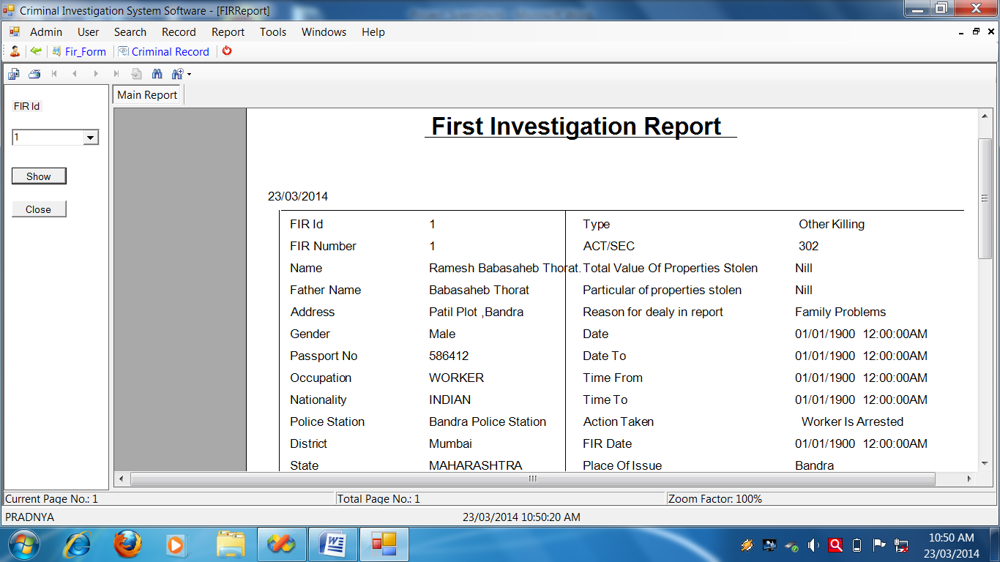 Criminal Investigation System Software - [FIRReport]
Admin User Search Record Report Tools Windows Help
Fir_Form Criminal Record
Main Report
FIR Id
1
Show
Close
First Investigation Report
23/03/2014
FIR Id 1 Type Other Killing
FIR Number 1 ACT/SEC 302
Name Ramesh Babasaheb Thorat. Total Value Of Properties Stolen Nill
Father Name Babasaheb Thorat Particular of properties stolen Nill
Address Patil Plot ,Bandra Reason for dealy in report Family Problems
Gender Male Date 01/01/1900 12:00:00AM
Passport No 586412 Date To 01/01/1900 12:00:00AM
Occupation WORKER Time From 01/01/1900 12:00:00AM
Nationality INDIAN Time To 01/01/1900 12:00:00AM
Police Station Bandra Police Station Action Taken Worker Is Arrested
District Mumbai FIR Date 01/01/1900 12:00:00AM
State MAHARASHTRA Place Of Issue Bandra
Current Page No.: 1 Total Page No.: 1 Zoom Factor: 100%
PRADNYA 23/03/2014 10:50:20 AM
10:50 AM
23/03/2014